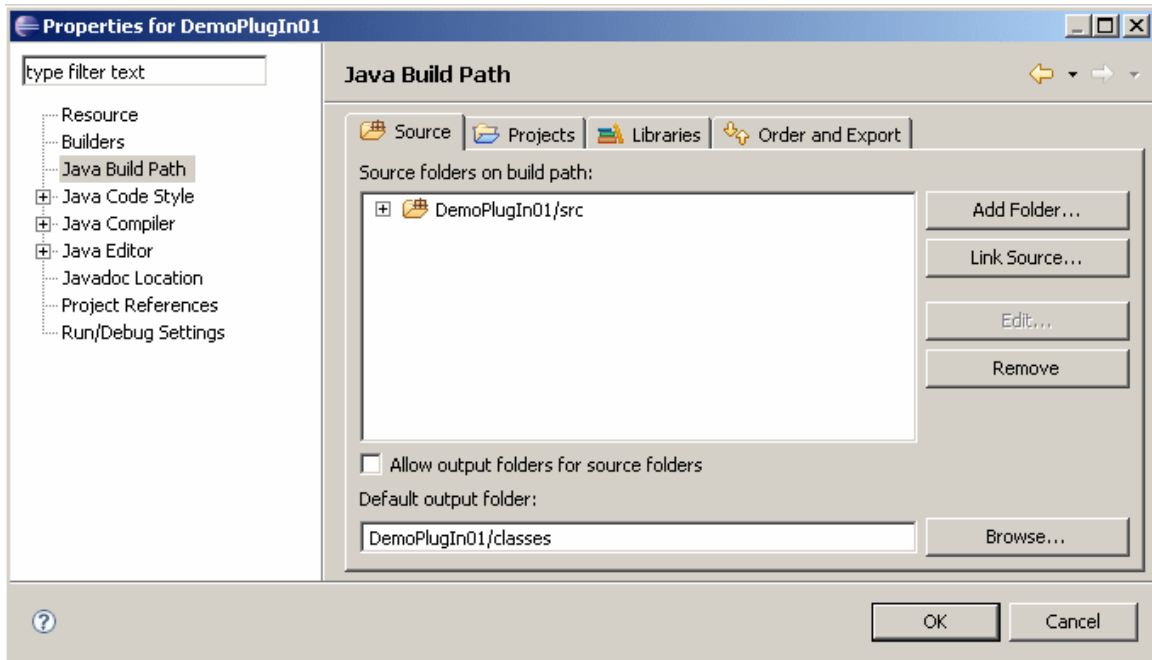 Properties for DemoPlugIn01
type filter text
Resource
Builders
Java Build Path
Java Code Style
Java Compiler
Java Editor
Javadoc Location
Project References
Run/Debug Settings
Java Build Path
Source Projects Libraries Order and Export
Source folders on build path:
DemoPlugIn01/src
Add Folder...
Link Source...
Edit...
Remove
Allow output folders for source folders
Default output folder:
DemoPlugIn01/classes
Browse...
OK Cancel